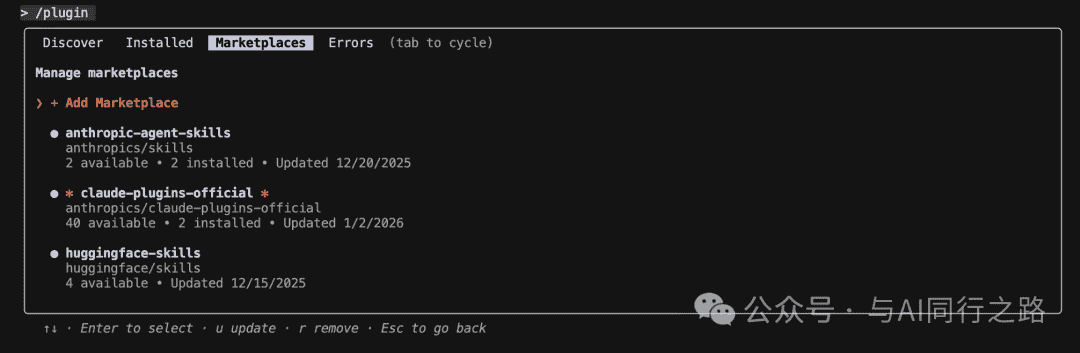 > /plugin
Discover Installed Marketplaces Errors (tab to cycle)
Manage marketplaces
❯ + Add Marketplace
● anthropic-agent-skills
anthropics/skills
2 available • 2 installed • Updated 12/20/2025
● * claude-plugins-official *
anthropics/claude-plugins-official
40 available • 2 installed • Updated 1/2/2026
● huggingface-skills
huggingface/skills
4 available • Updated 12/15/2025
公众号 · 与AI同行之路
↑↓ · Enter to select · u update · r remove · Esc to go back